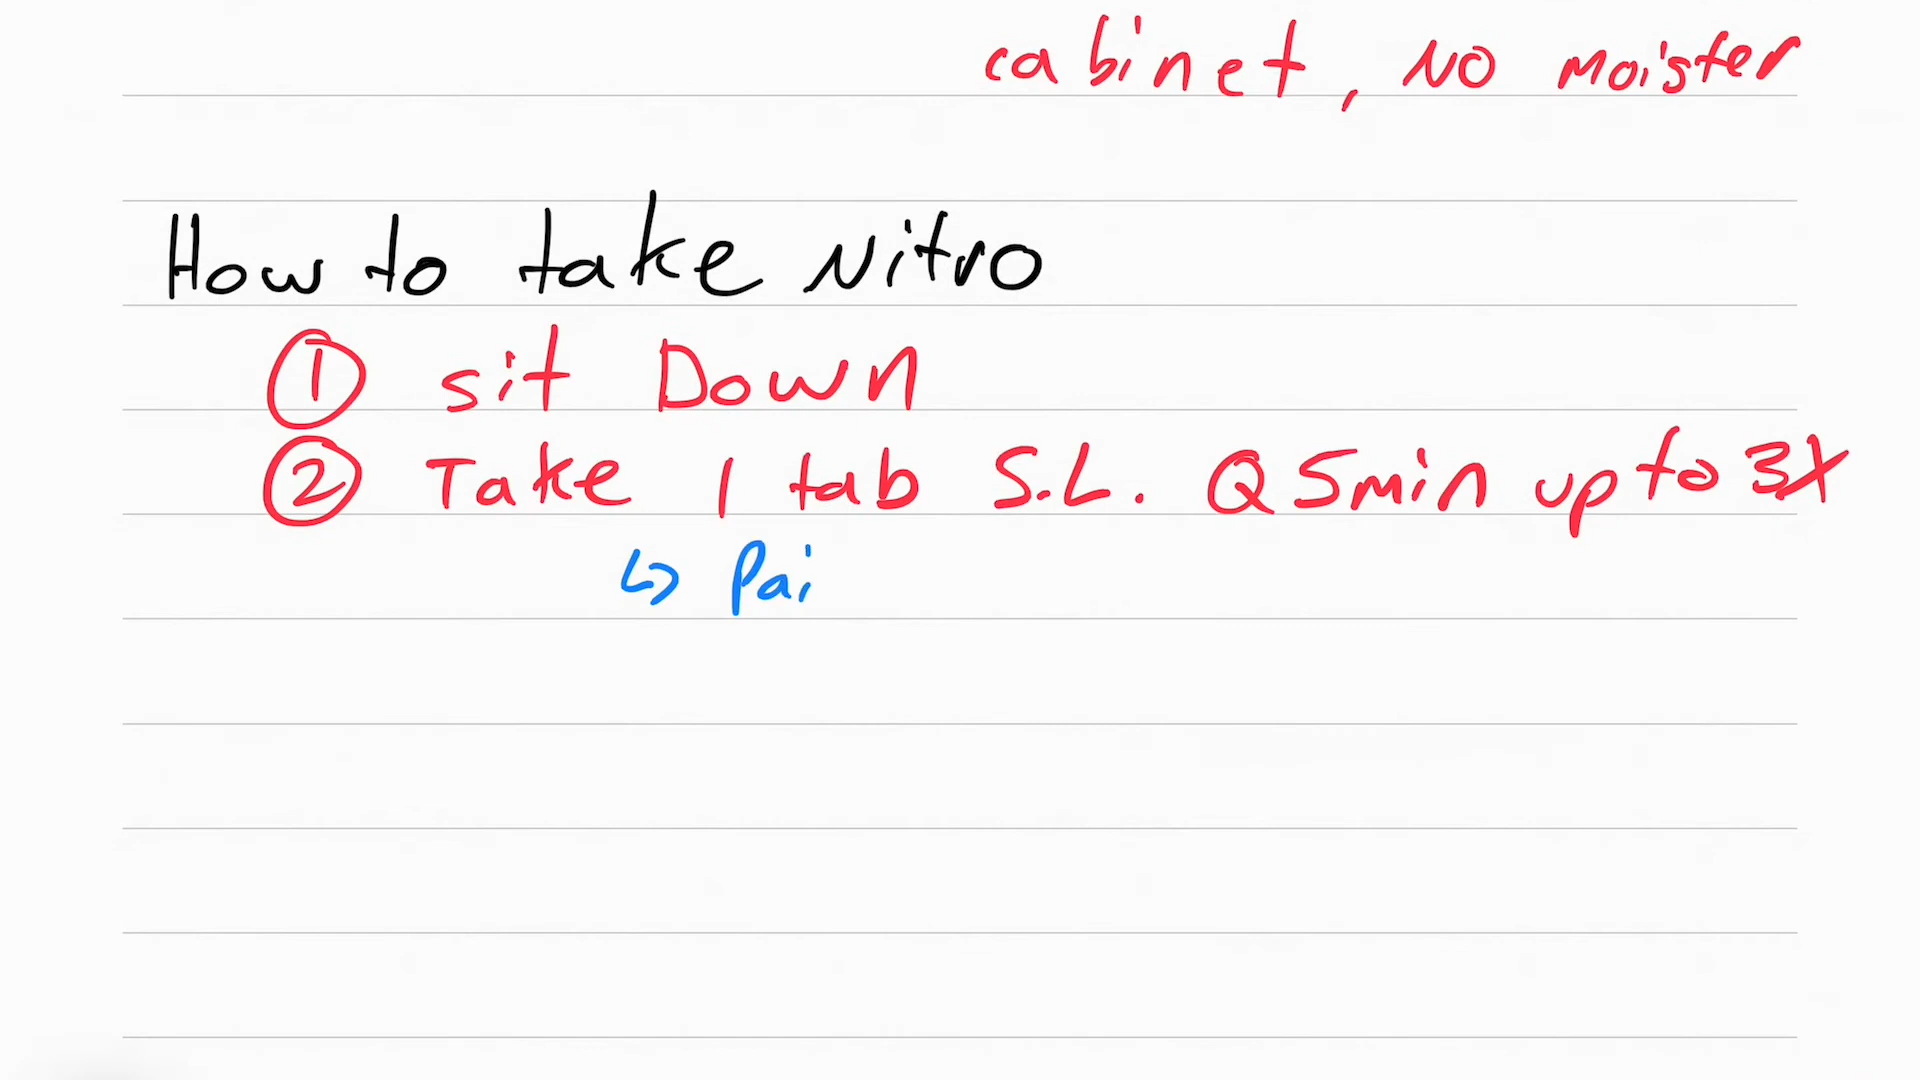 cabinet, NO Moister
How to take Nitro
① sit Down
② Take 1 tab S.L. Q5min up to 3X
↳ Pai